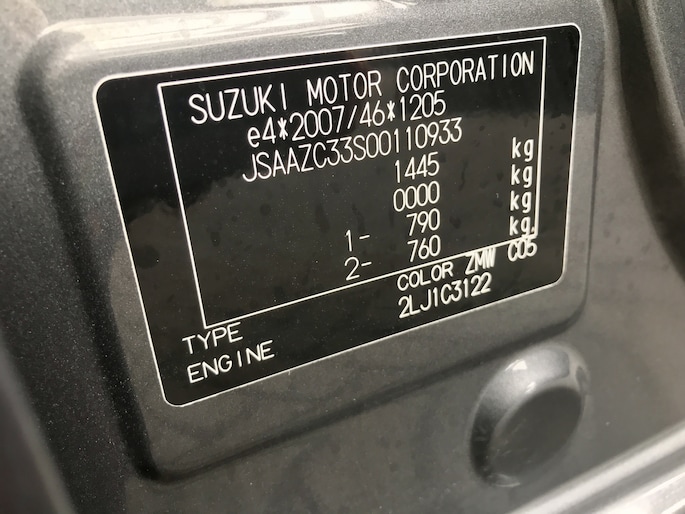 SUZUKI MOTOR CORPORATION
e4*2007/46*1205
JSAAZC33S00110933
1445 kg
0000 kg
1- 790 kg
2- 760 kg
COLOR ZMW C05
TYPE 2LJ1C3122
ENGINE